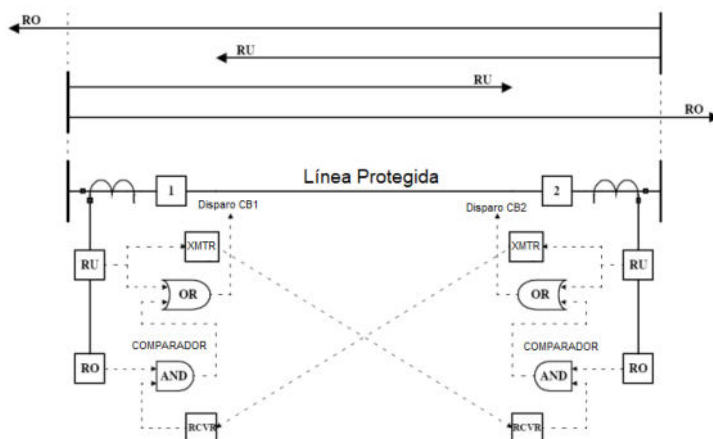 RO
RU
RU
RO
Línea Protegida
1
2
Disparo CB1
Disparo CB2
XMTR
XMTR
RU
RU
OR
OR
COMPARADOR
COMPARADOR
RO
AND
AND
RO
RCVR
RCVR